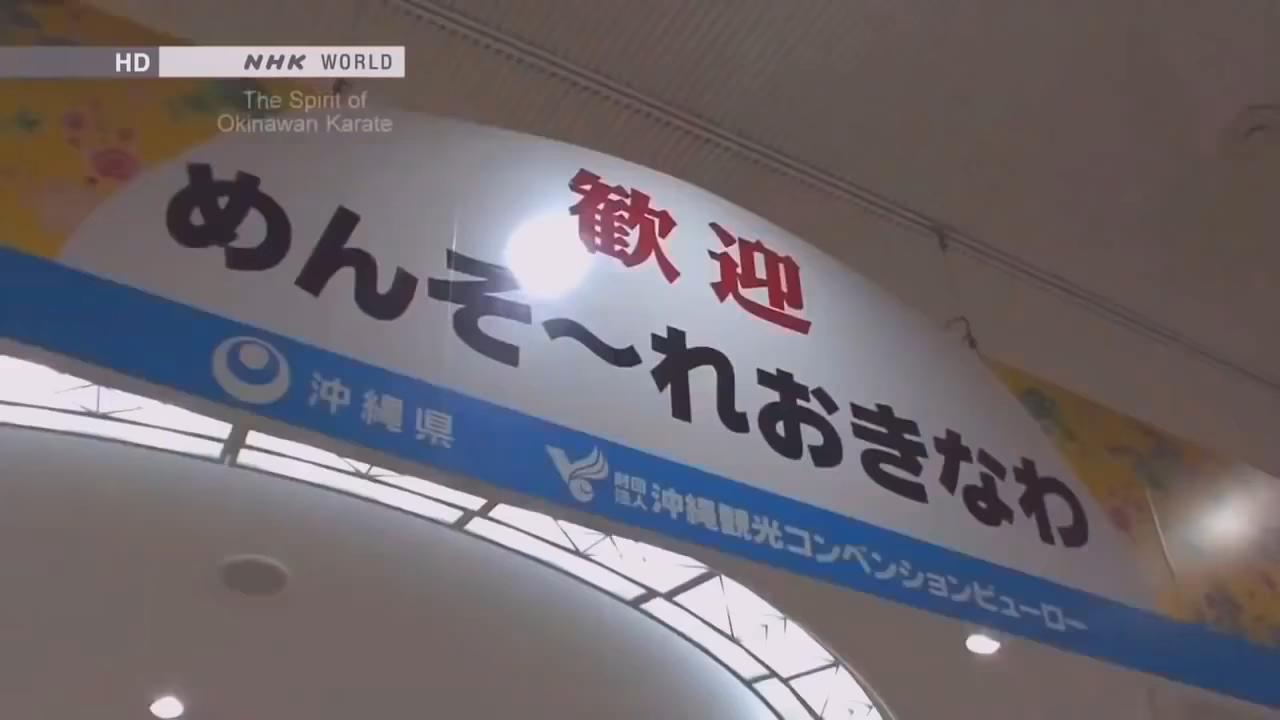 HD NHK WORLD
The Spirit of
Okinawan Karate
歓迎
めんそ〜れおきなわ
沖縄県
財団
法人 沖縄観光コンベンションビューロー